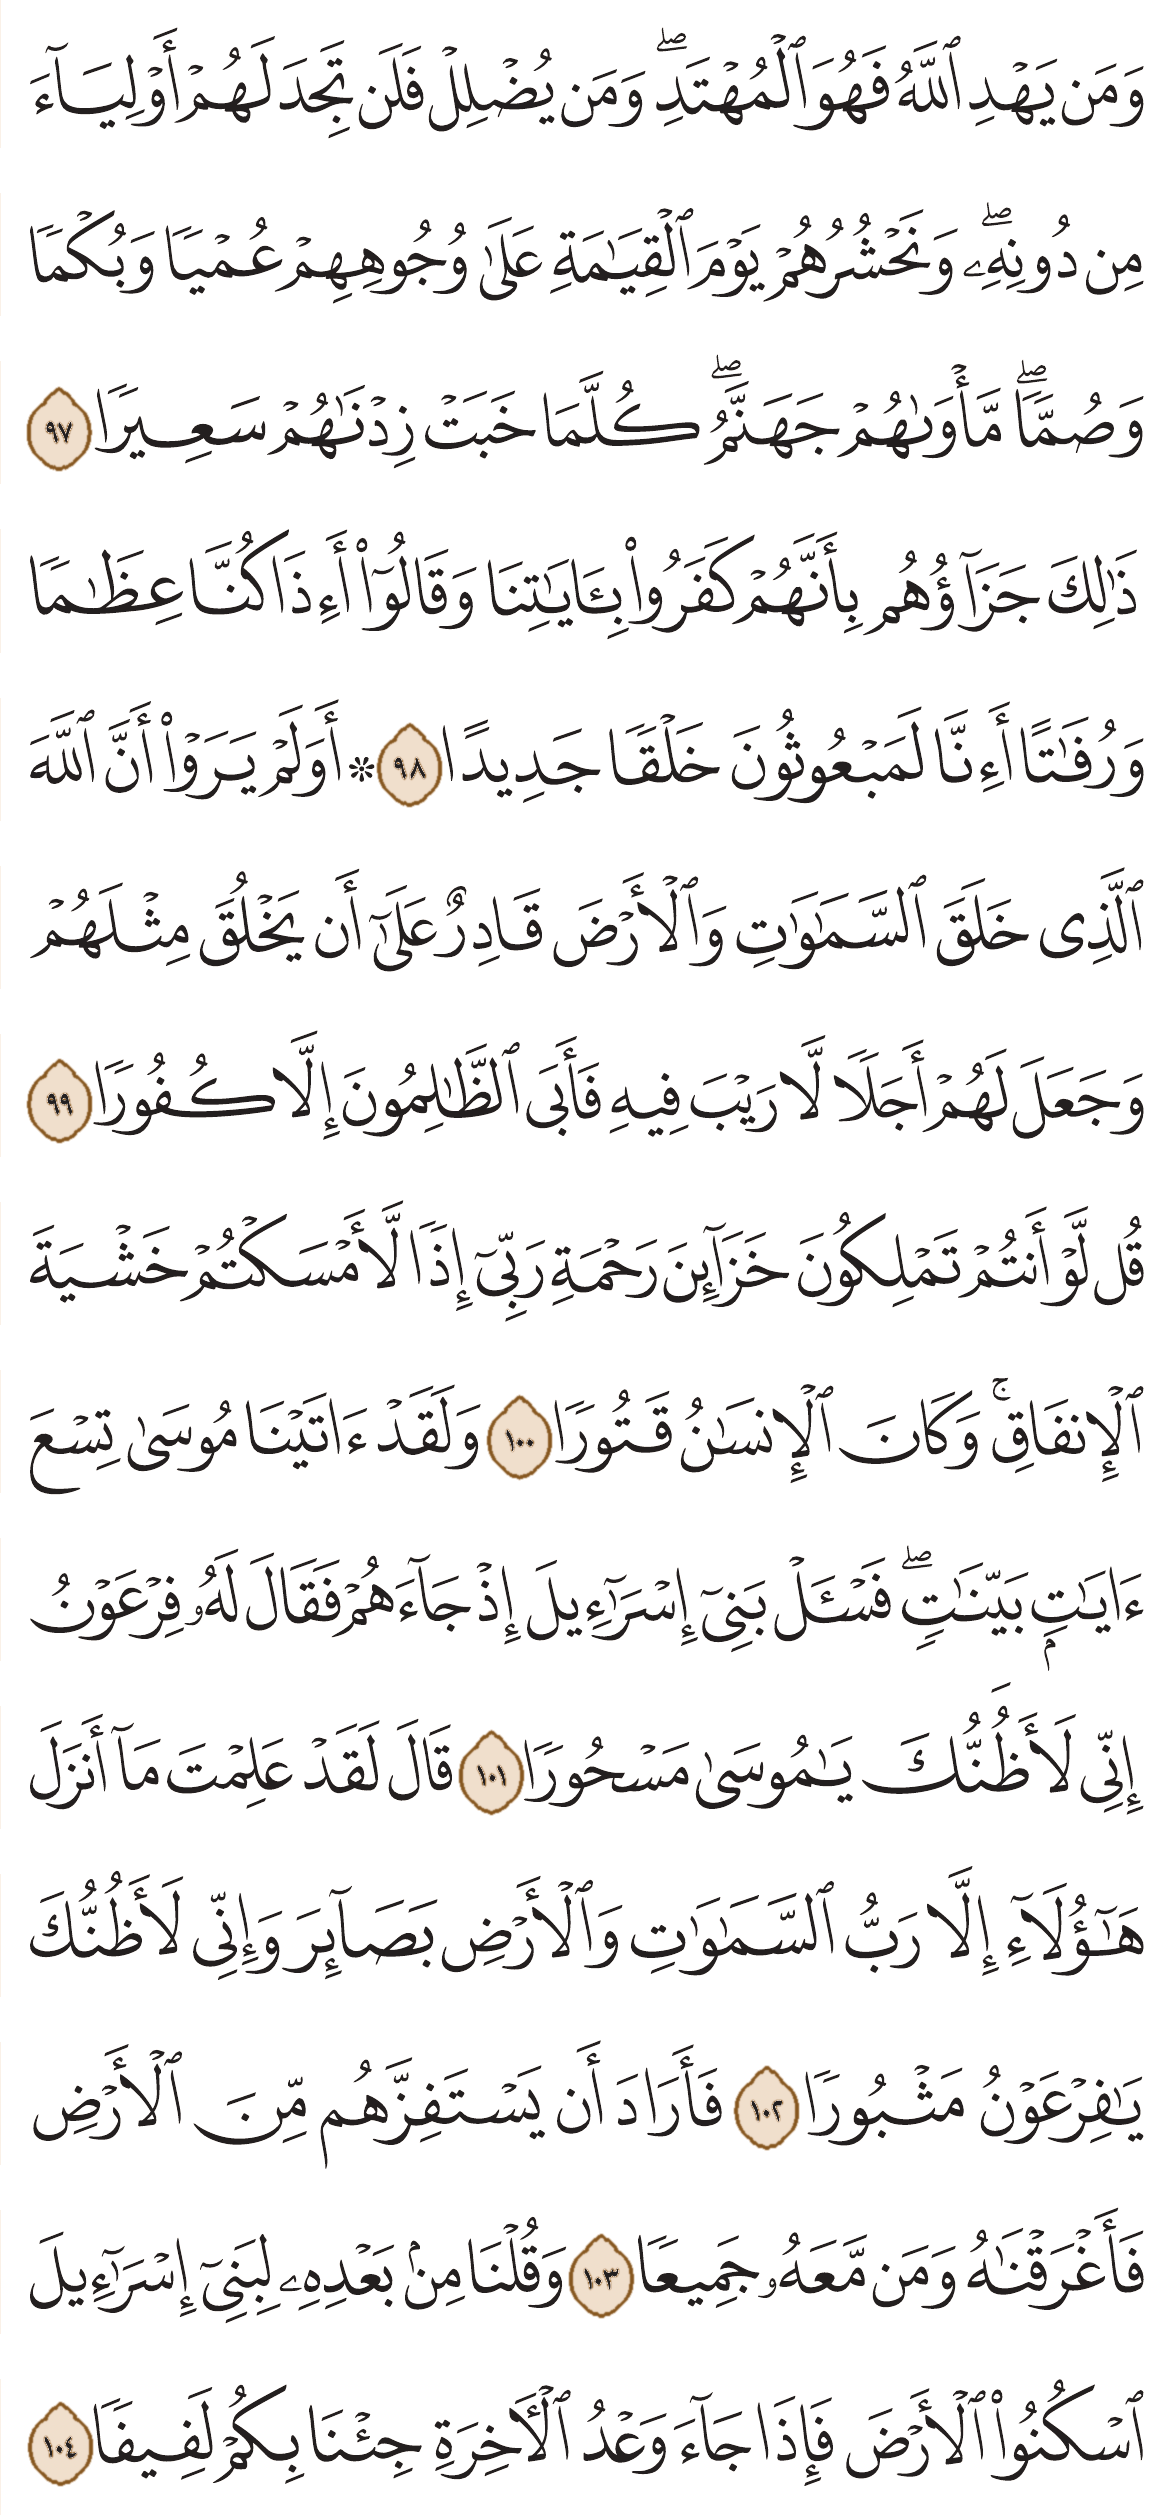 وَمَن يَهْدِ ٱللَّهُ فَهُوَ ٱلْمُهْتَدِ ۖ وَمَن يُضْلِلْ فَلَن تَجِدَ لَهُمْ أَوْلِيَآءَ
مِن دُونِهِۦ ۖ وَنَحْشُرُهُمْ يَوْمَ ٱلْقِيَـٰمَةِ عَلَىٰ وُجُوهِهِمْ عُمْيًا وَبُكْمًا
وَصُمًّا ۖ مَّأْوَىٰهُمْ جَهَنَّمُ ۖ كُلَّمَا خَبَتْ زِدْنَـٰهُمْ سَعِيرًا ٩٧
ذَٰلِكَ جَزَآؤُهُم بِأَنَّهُمْ كَفَرُوا۟ بِـَٔايَـٰتِنَا وَقَالُوٓا۟ أَءِذَا كُنَّا عِظَـٰمًا
وَرُفَـٰتًا أَءِنَّا لَمَبْعُوثُونَ خَلْقًا جَدِيدًا ٩٨ ۞ أَوَلَمْ يَرَوْا۟ أَنَّ ٱللَّهَ
ٱلَّذِى خَلَقَ ٱلسَّمَـٰوَٰتِ وَٱلْأَرْضَ قَادِرٌ عَلَىٰٓ أَن يَخْلُقَ مِثْلَهُمْ
وَجَعَلَ لَهُمْ أَجَلًا لَّا رَيْبَ فِيهِ فَأَبَى ٱلظَّـٰلِمُونَ إِلَّا كُفُورًا ٩٩
قُل لَّوْ أَنتُمْ تَمْلِكُونَ خَزَآئِنَ رَحْمَةِ رَبِّىٓ إِذًا لَّأَمْسَكْتُمْ خَشْيَةَ
ٱلْإِنفَاقِ ۚ وَكَانَ ٱلْإِنسَـٰنُ قَتُورًا ١٠٠ وَلَقَدْ ءَاتَيْنَا مُوسَىٰ تِسْعَ
ءَايَـٰتٍۭ بَيِّنَـٰتٍ ۖ فَسْـَٔلْ بَنِىٓ إِسْرَٰٓءِيلَ إِذْ جَآءَهُمْ فَقَالَ لَهُۥ فِرْعَوْنُ
إِنِّى لَأَظُنُّكَ يَـٰمُوسَىٰ مَسْحُورًا ١٠١ قَالَ لَقَدْ عَلِمْتَ مَآ أَنزَلَ
هَـٰٓؤُلَآءِ إِلَّا رَبُّ ٱلسَّمَـٰوَٰتِ وَٱلْأَرْضِ بَصَآئِرَ وَإِنِّى لَأَظُنُّكَ
يَـٰفِرْعَوْنُ مَثْبُورًا ١٠٢ فَأَرَادَ أَن يَسْتَفِزَّهُم مِّنَ ٱلْأَرْضِ
فَأَغْرَقْنَـٰهُ وَمَن مَّعَهُۥ جَمِيعًا ١٠٣ وَقُلْنَا مِنۢ بَعْدِهِۦ لِبَنِىٓ إِسْرَٰٓءِيلَ
ٱسْكُنُوا۟ ٱلْأَرْضَ فَإِذَا جَآءَ وَعْدُ ٱلْـَٔاخِرَةِ جِئْنَا بِكُمْ لَفِيفًا ١٠٤